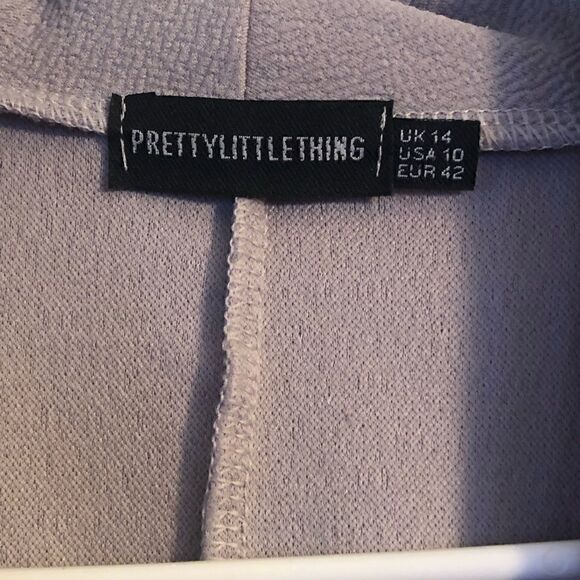 PRETTYLITTLETHING
UK 14
USA 10
EUR 42